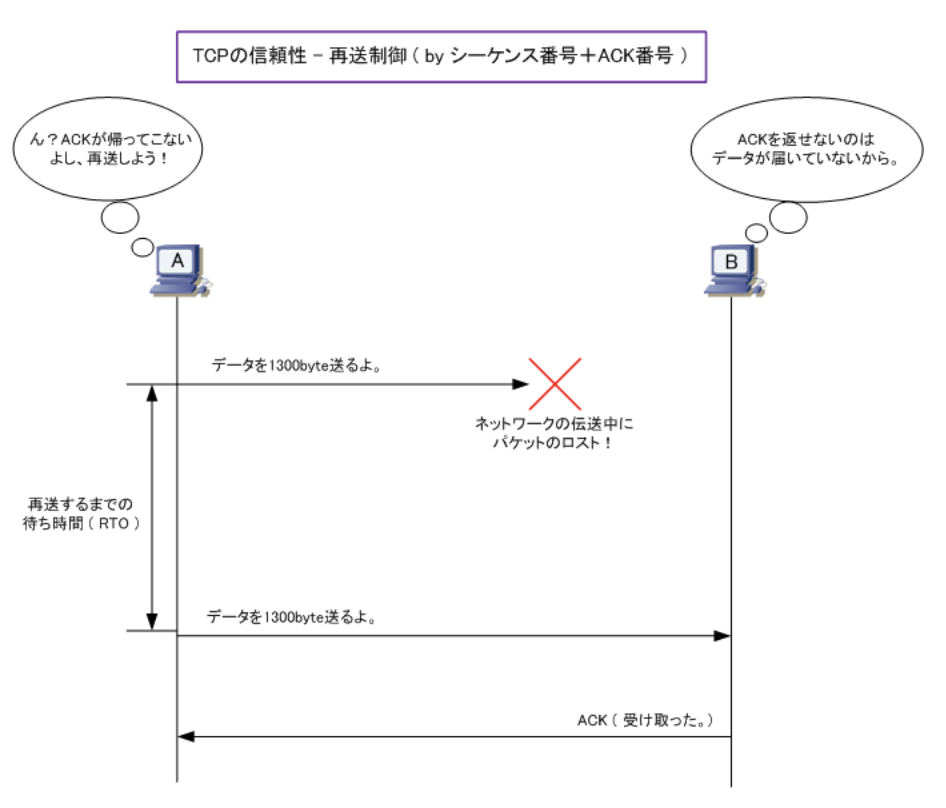 TCPの信頼性 - 再送制御 ( by シーケンス番号+ACK番号 )
ん?ACKが帰ってこない
よし、再送しよう!
ACKを返せないのは
データが届いていないから。
A
B
データを1300byte送るよ。
ネットワークの伝送中に
パケットのロスト!
再送するまでの
待ち時間 ( RTO )
データを1300byte送るよ。
ACK ( 受け取った。)